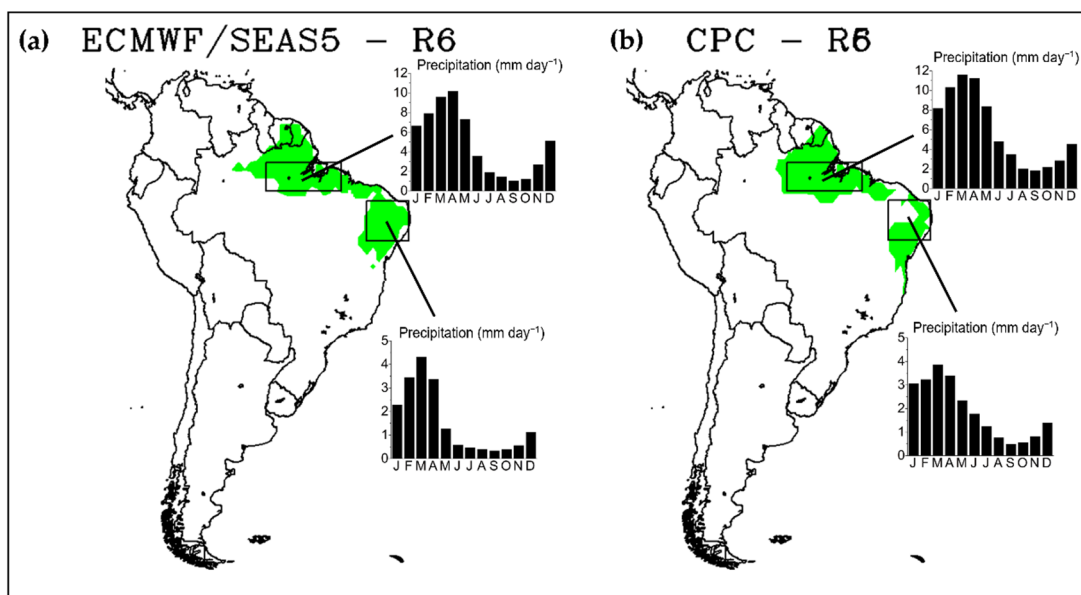 (a) ECMWF/SEAS5 – R6
Precipitation (mm day⁻¹)
12
10
8
6
4
2
0
J F M A M J J A S O N D
Precipitation (mm day⁻¹)
5
4
3
2
1
0
J F M A M J J A S O N D
(b) CPC – R6
Precipitation (mm day⁻¹)
12
10
8
6
4
2
0
J F M A M J J A S O N D
Precipitation (mm day⁻¹)
5
4
3
2
1
0
J F M A M J J A S O N D